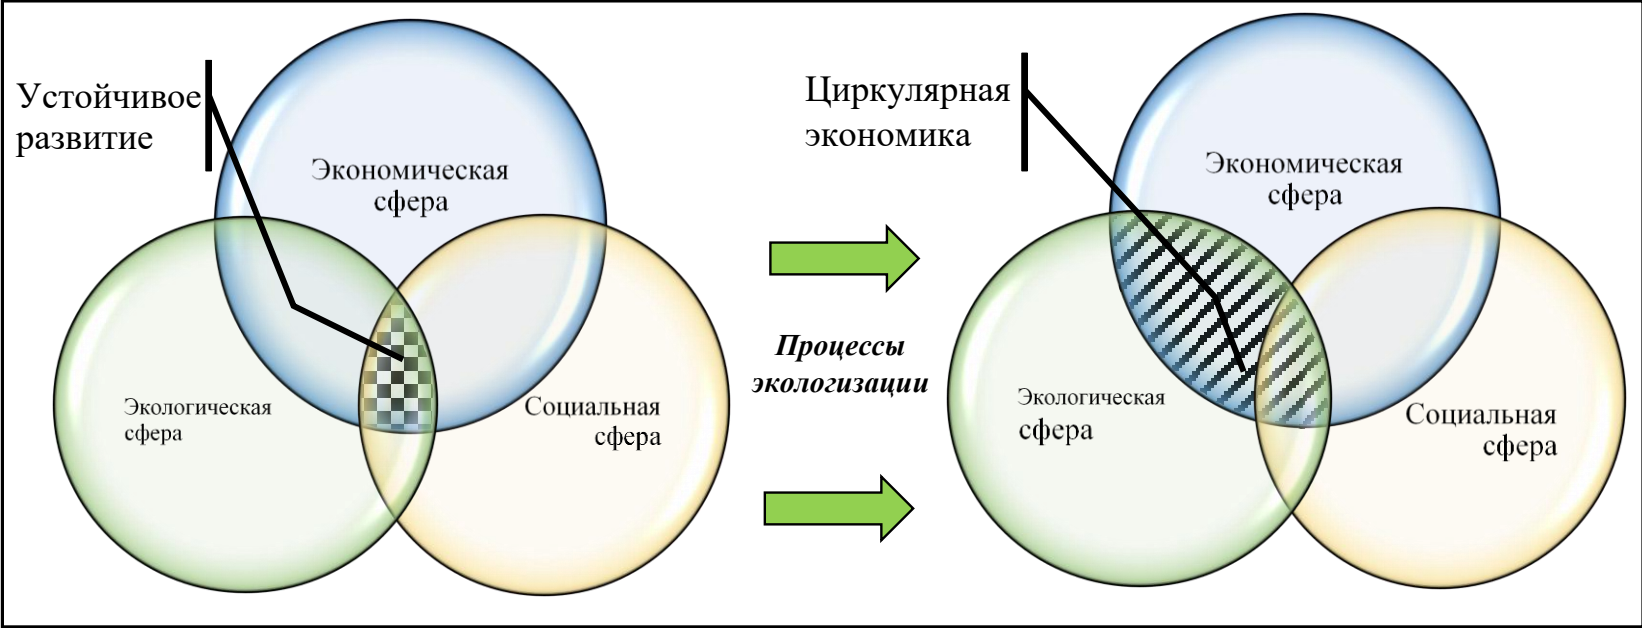 Устойчивое
развитие
Экономическая
сфера
Экологическая
сфера
Социальная
сфера
Процессы
экологизации
Циркулярная
экономика
Экономическая
сфера
Экологическая
сфера
Социальная
сфера